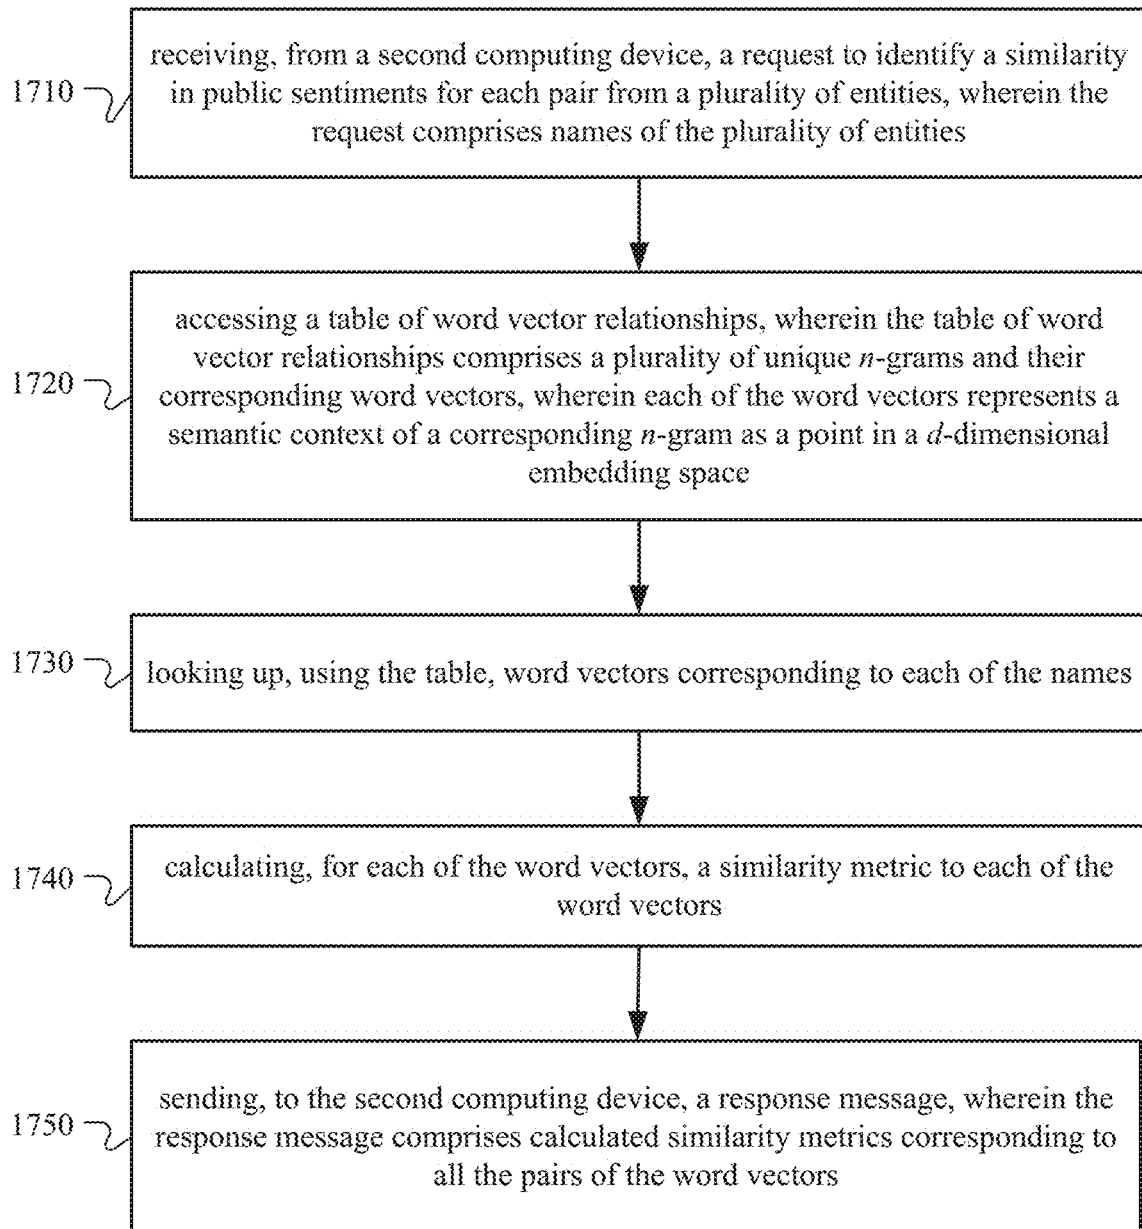 1710
receiving, from a second computing device, a request to identify a similarity
in public sentiments for each pair from a plurality of entities, wherein the
request comprises names of the plurality of entities
1720
accessing a table of word vector relationships, wherein the table of word
vector relationships comprises a plurality of unique n-grams and their
corresponding word vectors, wherein each of the word vectors represents a
semantic context of a corresponding n-gram as a point in a d-dimensional
embedding space
1730
looking up, using the table, word vectors corresponding to each of the names
1740
calculating, for each of the word vectors, a similarity metric to each of the
word vectors
1750
sending, to the second computing device, a response message, wherein the
response message comprises calculated similarity metrics corresponding to
all the pairs of the word vectors